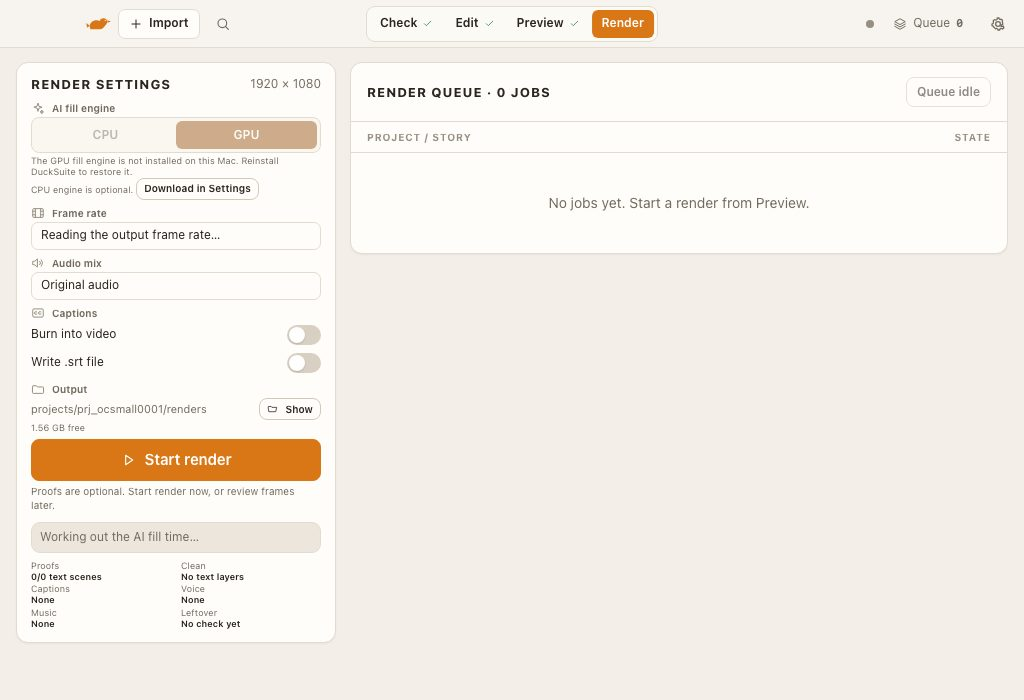 Import
Check
Edit
Preview
Render
Queue 0
RENDER SETTINGS
1920 × 1080
AI fill engine
CPU
GPU
The GPU fill engine is not installed on this Mac. Reinstall
DuckSuite to restore it.
CPU engine is optional.
Download in Settings
Frame rate
Reading the output frame rate…
Audio mix
Original audio
Captions
Burn into video
Write .srt file
Output
projects/prj_ocsmall0001/renders
Show
1.56 GB free
Start render
Proofs are optional. Start render now, or review frames
later.
Working out the AI fill time…
Proofs
0/0 text scenes
Clean
No text layers
Captions
None
Voice
None
Music
None
Leftover
No check yet
RENDER QUEUE · 0 JOBS
Queue idle
PROJECT / STORY
STATE
No jobs yet. Start a render from Preview.